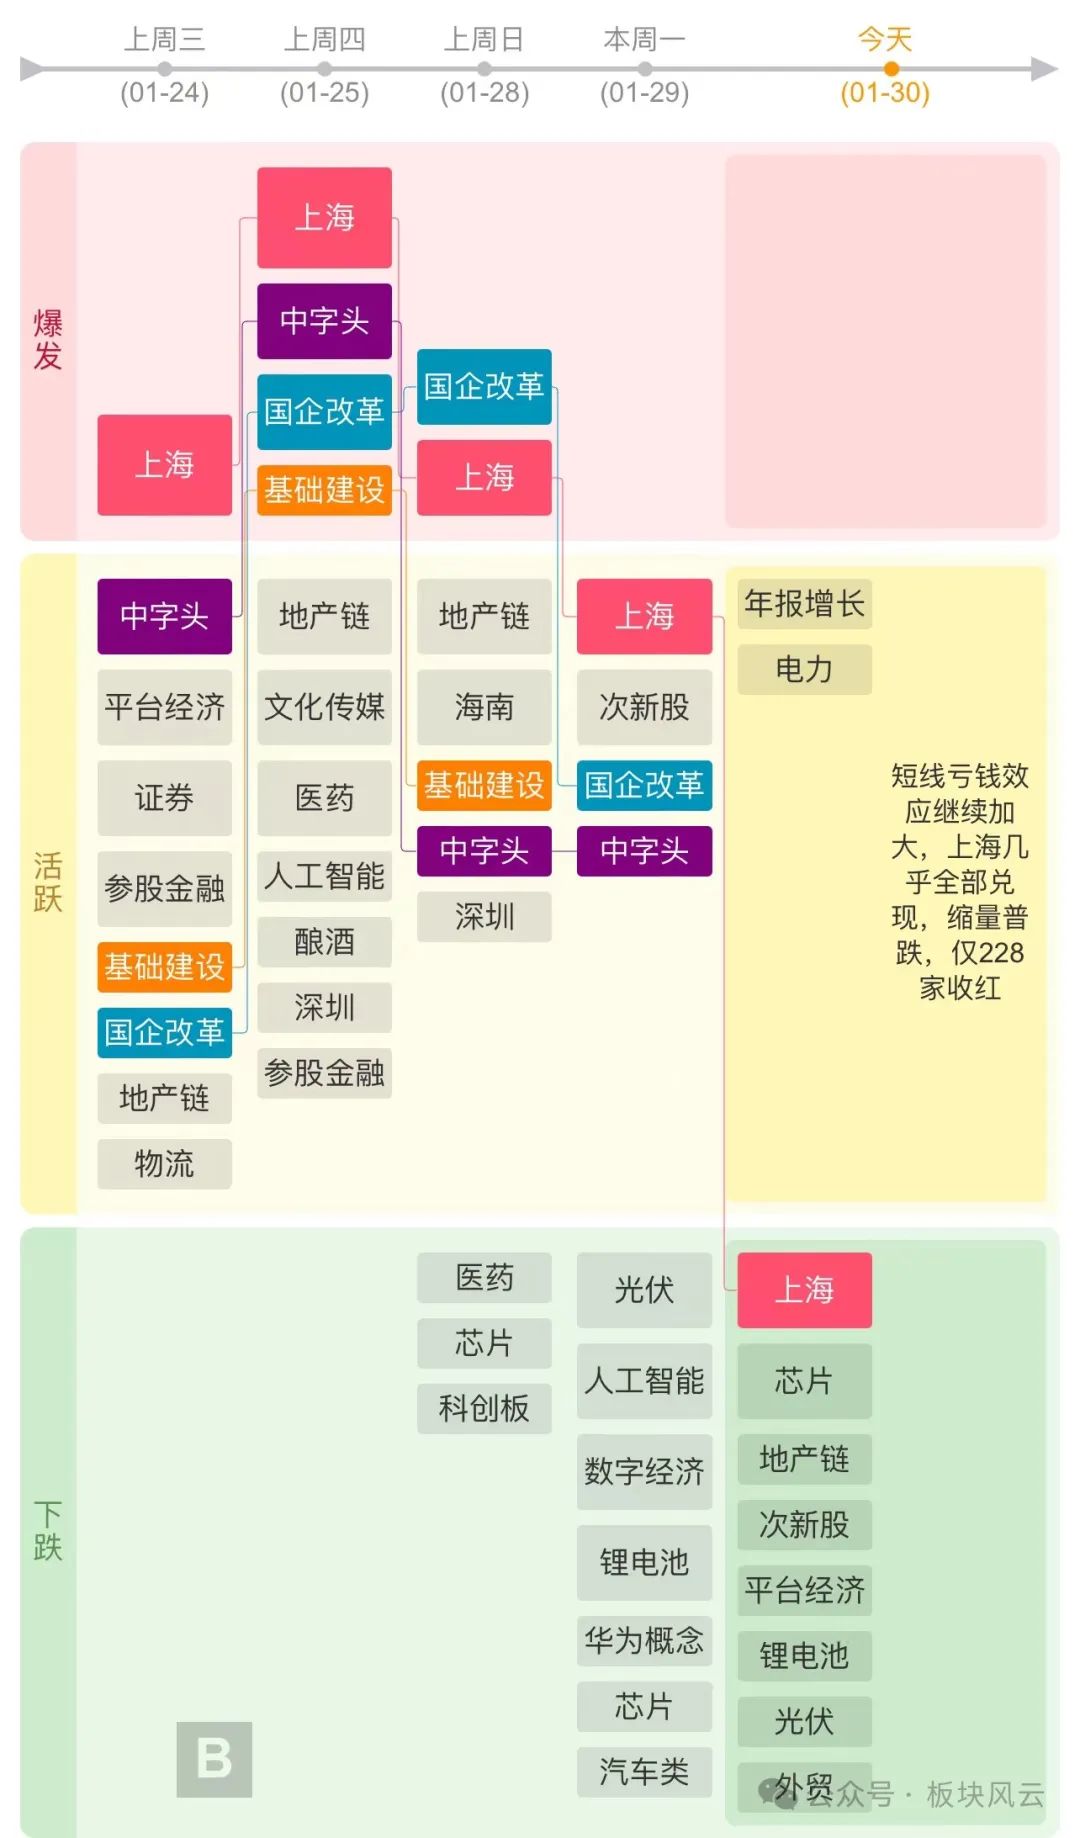 上周三
上周四
上周日
本周一
今天
(01-24)
(01-25)
(01-28)
(01-29)
(01-30)
爆发
上海
上海
中字头
国企改革
基础建设
国企改革
上海
活跃
中字头
平台经济
证券
参股金融
基础建设
国企改革
地产链
物流
地产链
文化传媒
医药
人工智能
酿酒
深圳
参股金融
地产链
海南
基础建设
中字头
深圳
上海
次新股
国企改革
中字头
年报增长
电力
短线亏钱效
应继续加
大，上海几
乎全部兑
现，缩量普
跌，仅228
家收红
下跌
医药
芯片
科创板
光伏
人工智能
数字经济
锂电池
华为概念
芯片
汽车类
上海
芯片
地产链
次新股
平台经济
锂电池
光伏
外贸
B
公众号 · 板块风云